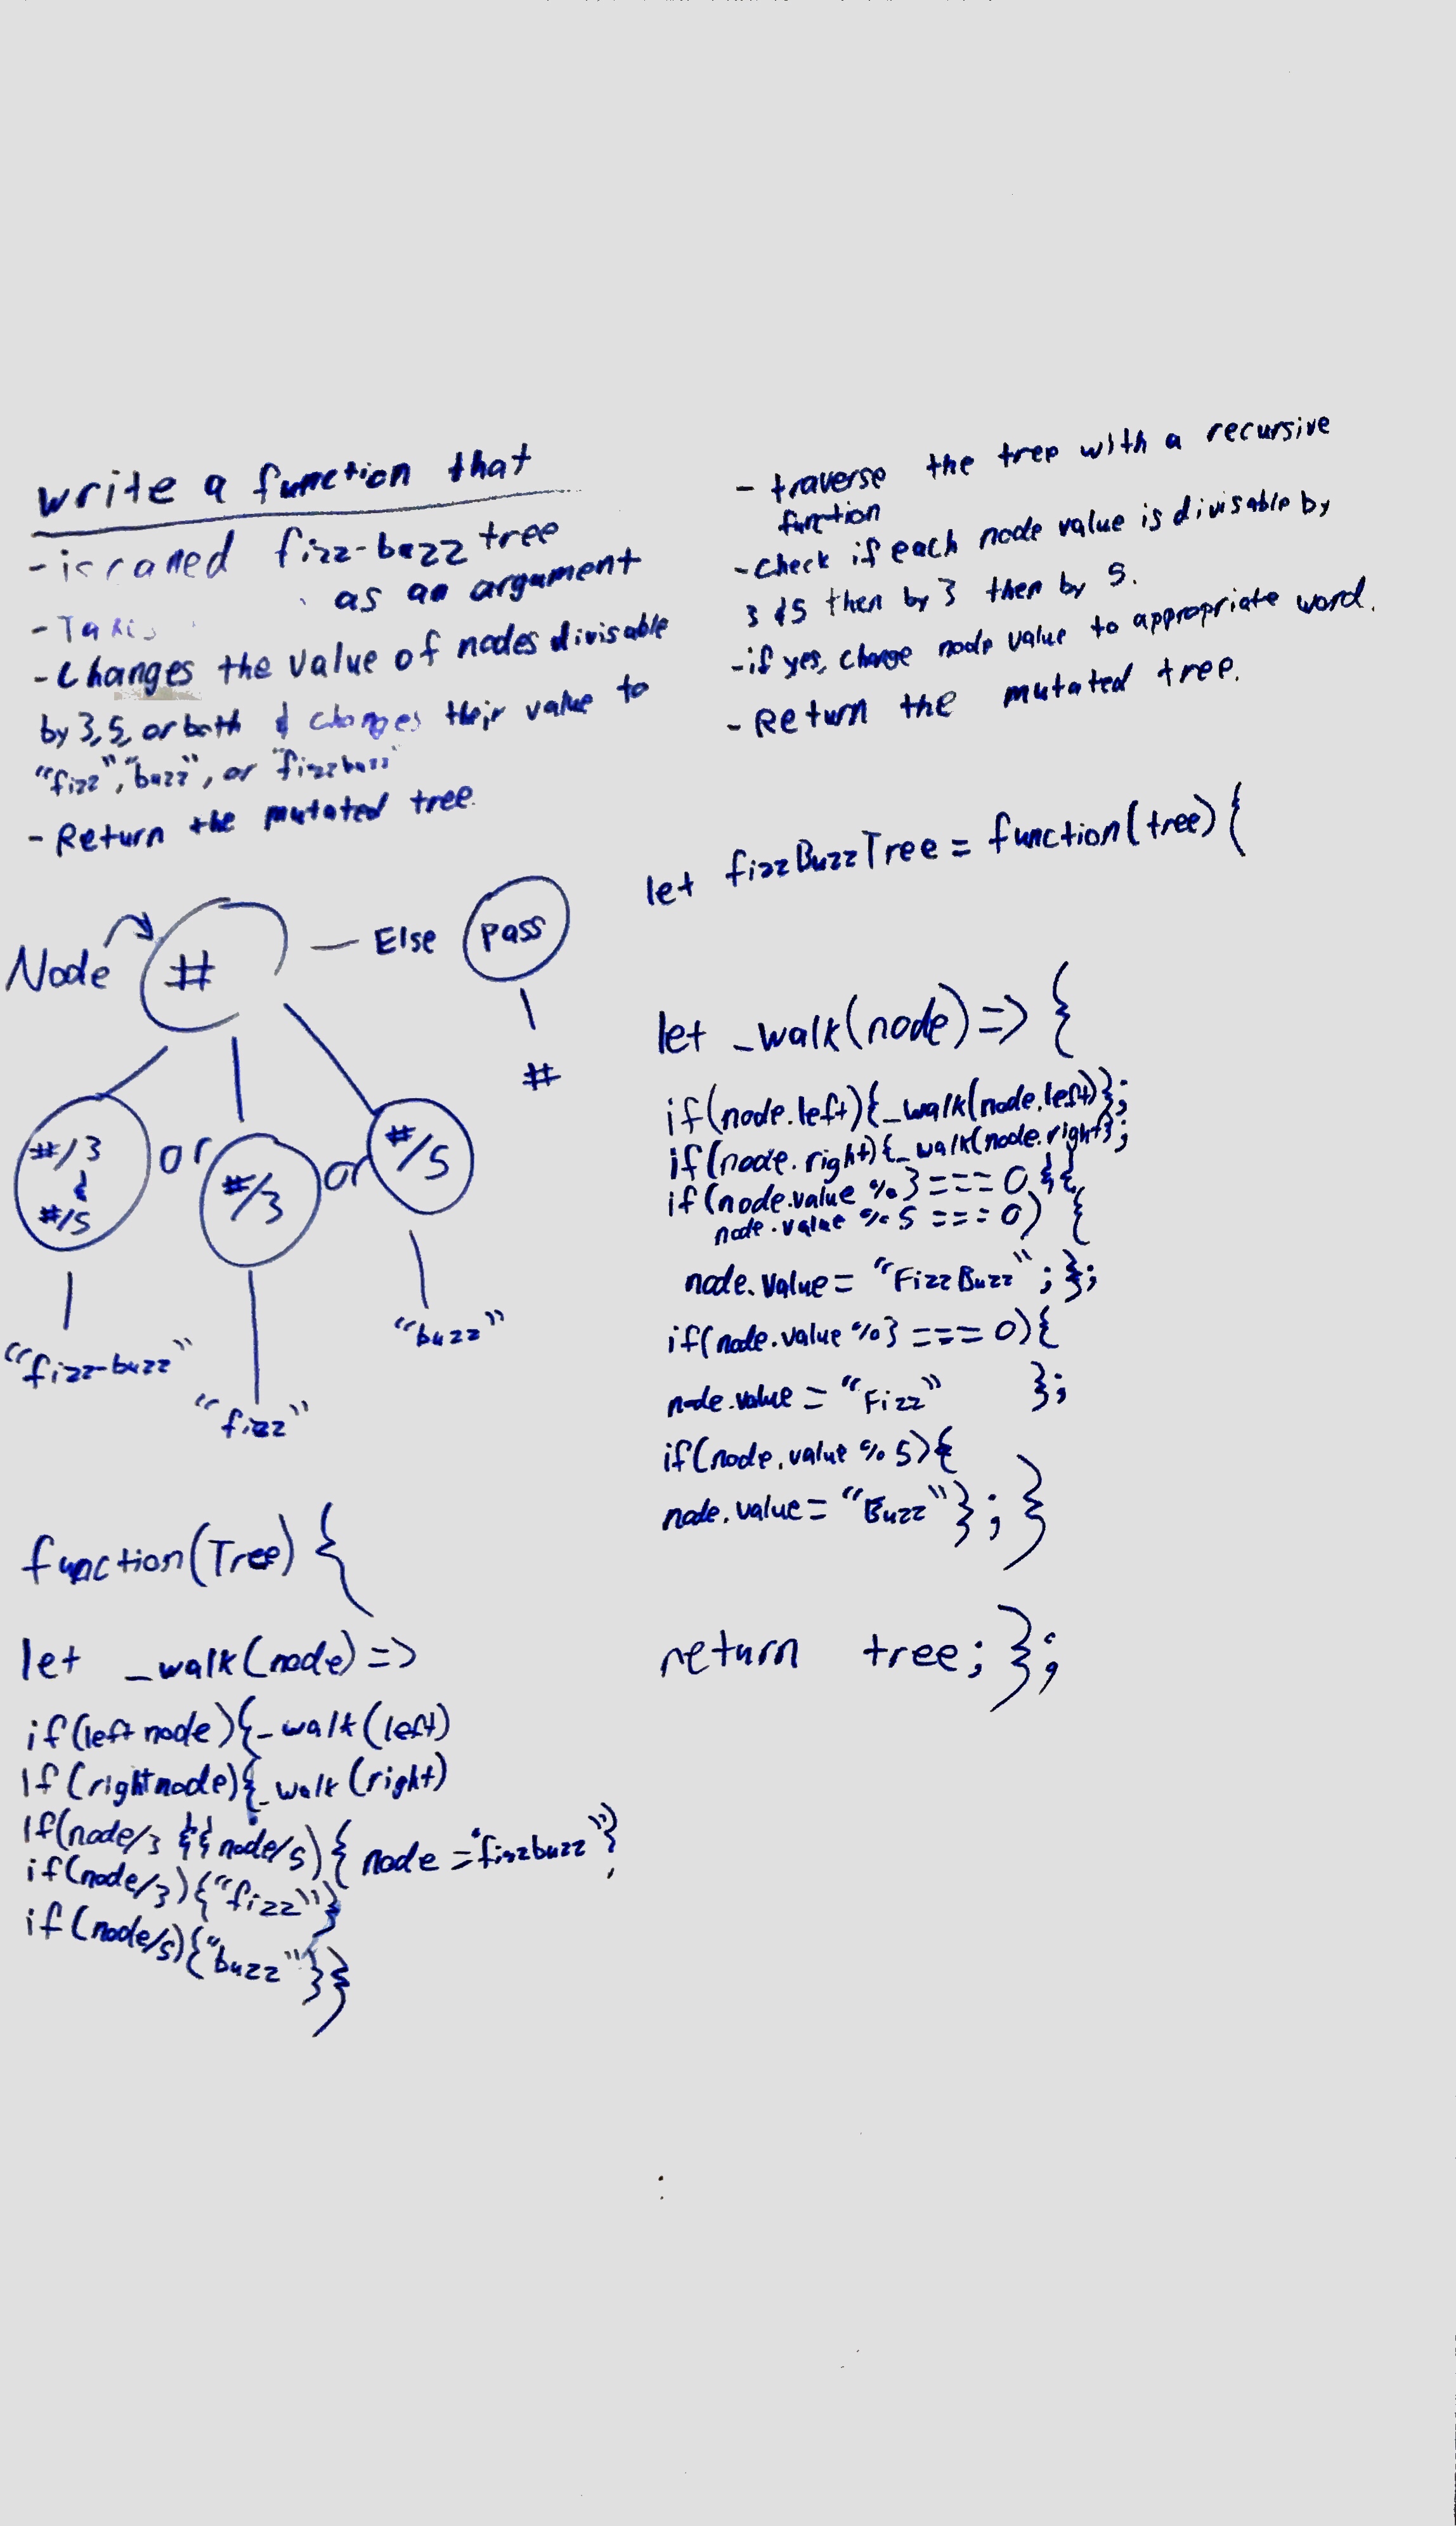 write a function that
- is called fizz-buzz tree
- Takes as an argument
- Changes the value of nodes divisable
by 3, 5, or both & changes their value to
"fizz", "buzz", or "fizzbuzz"
- Return the mutated tree.
Node # — Else pass
#
#/3 & #/5 or #/3 or #/5
"fizz-buzz"
"fizz"
"buzz"
function(Tree) {
let _walk(node) =>
if(left node){_walk(left)
If(rightnode){_walk(right)
If(node/3 && node/5){ node = "fizzbuzz"}
if(node/3){"fizz"}
if(node/5){"buzz"}}
- traverse the tree with a recursive
function
- check if each node value is divisable by
3 & 5 then by 3 then by 5.
- if yes, change node value to appropriate word.
- Return the mutated tree.
let fizzBuzzTree = function(tree){
let _walk(node) => {
if(node.left){_walk(node.left)};
if(node.right){_walk(node.right};
if(node.value % 3 === 0 &&
node.value % 5 === 0) {
node.value = "FizzBuzz";};
if(node.value % 3 === 0){
node.value = "Fizz" };
if(node.value % 5){
node.value = "Buzz"};}
return tree;};